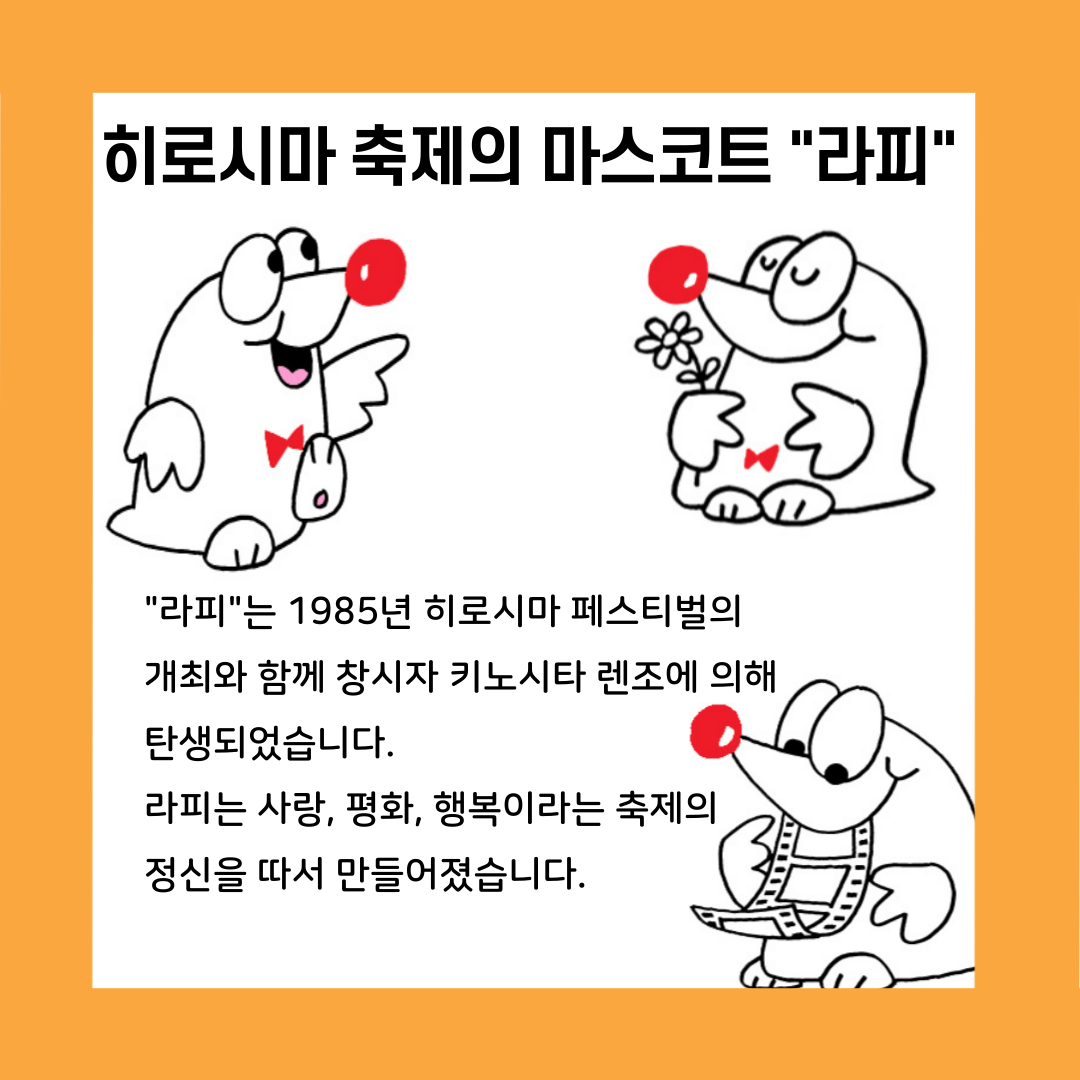 히로시마 축제의 마스코트 "라피"
"라피"는 1985년 히로시마 페스티벌의
개최와 함께 창시자 키노시타 렌조에 의해
탄생되었습니다.
라피는 사랑, 평화, 행복이라는 축제의
정신을 따서 만들어졌습니다.